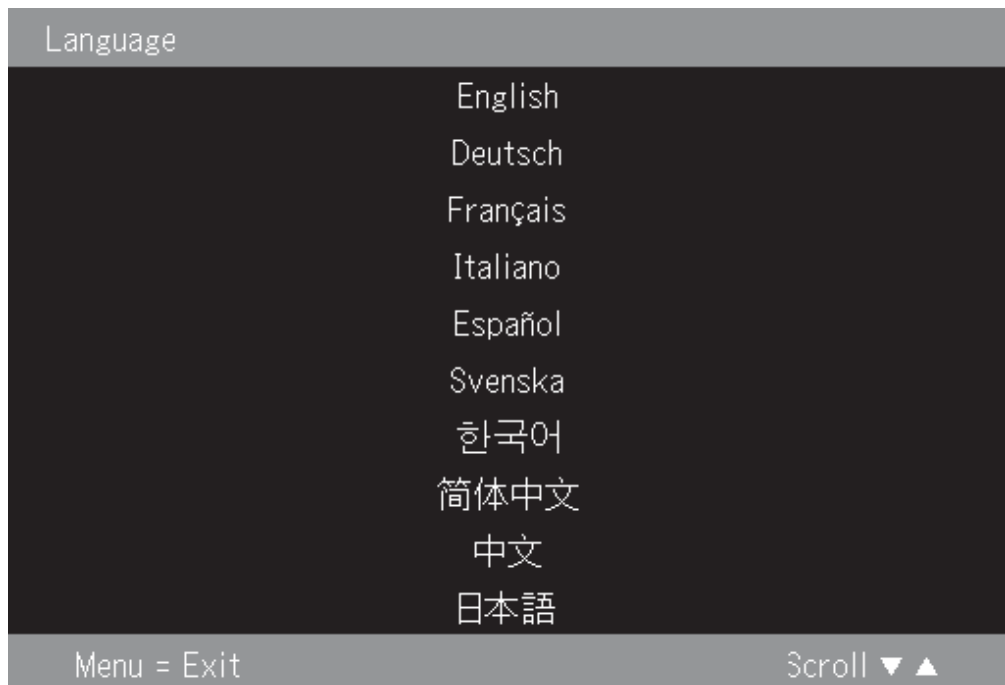 Language
English
Deutsch
Français
Italiano
Español
Svenska
한국어
简体中文
中文
日本語
Menu = Exit Scroll ▼ ▲